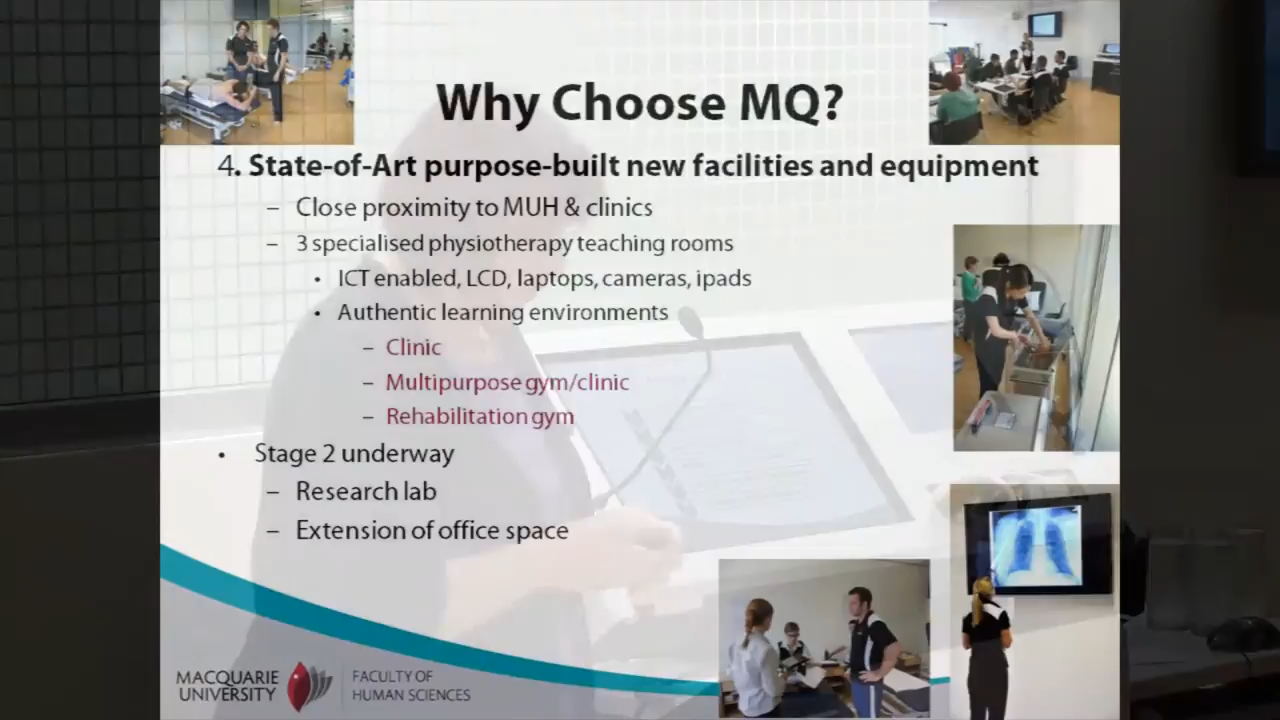 Why Choose MQ?
4. State-of-Art purpose-built new facilities and equipment
– Close proximity to MUH & clinics
– 3 specialised physiotherapy teaching rooms
• ICT enabled, LCD, laptops, cameras, ipads
• Authentic learning environments
– Clinic
– Multipurpose gym/clinic
– Rehabilitation gym
• Stage 2 underway
– Research lab
– Extension of office space
MACQUARIE
UNIVERSITY
FACULTY OF
HUMAN SCIENCES